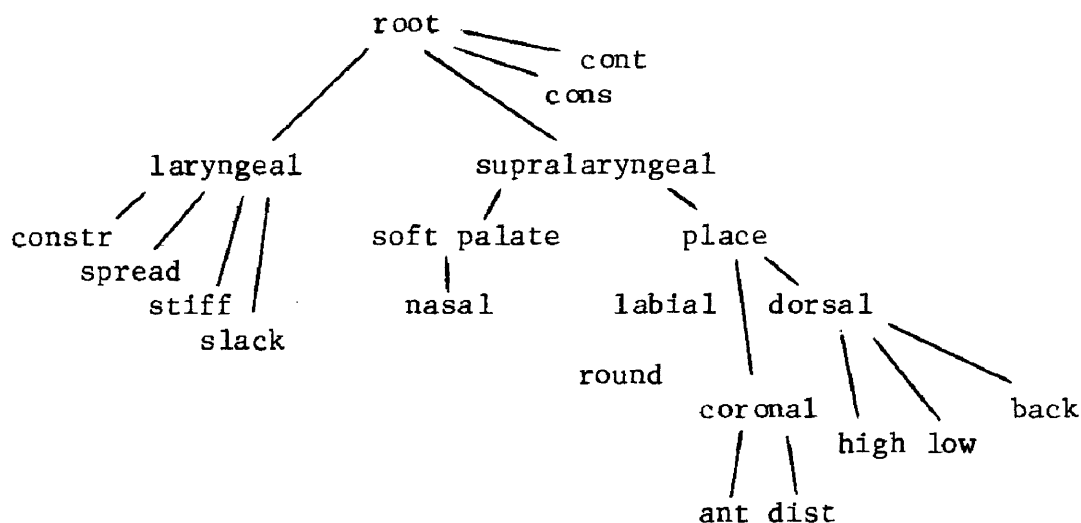 root
cont
cons
laryngeal supralaryngeal
constr soft palate place
spread
stiff nasal labial dorsal
slack
round
coronal back
high low
ant dist